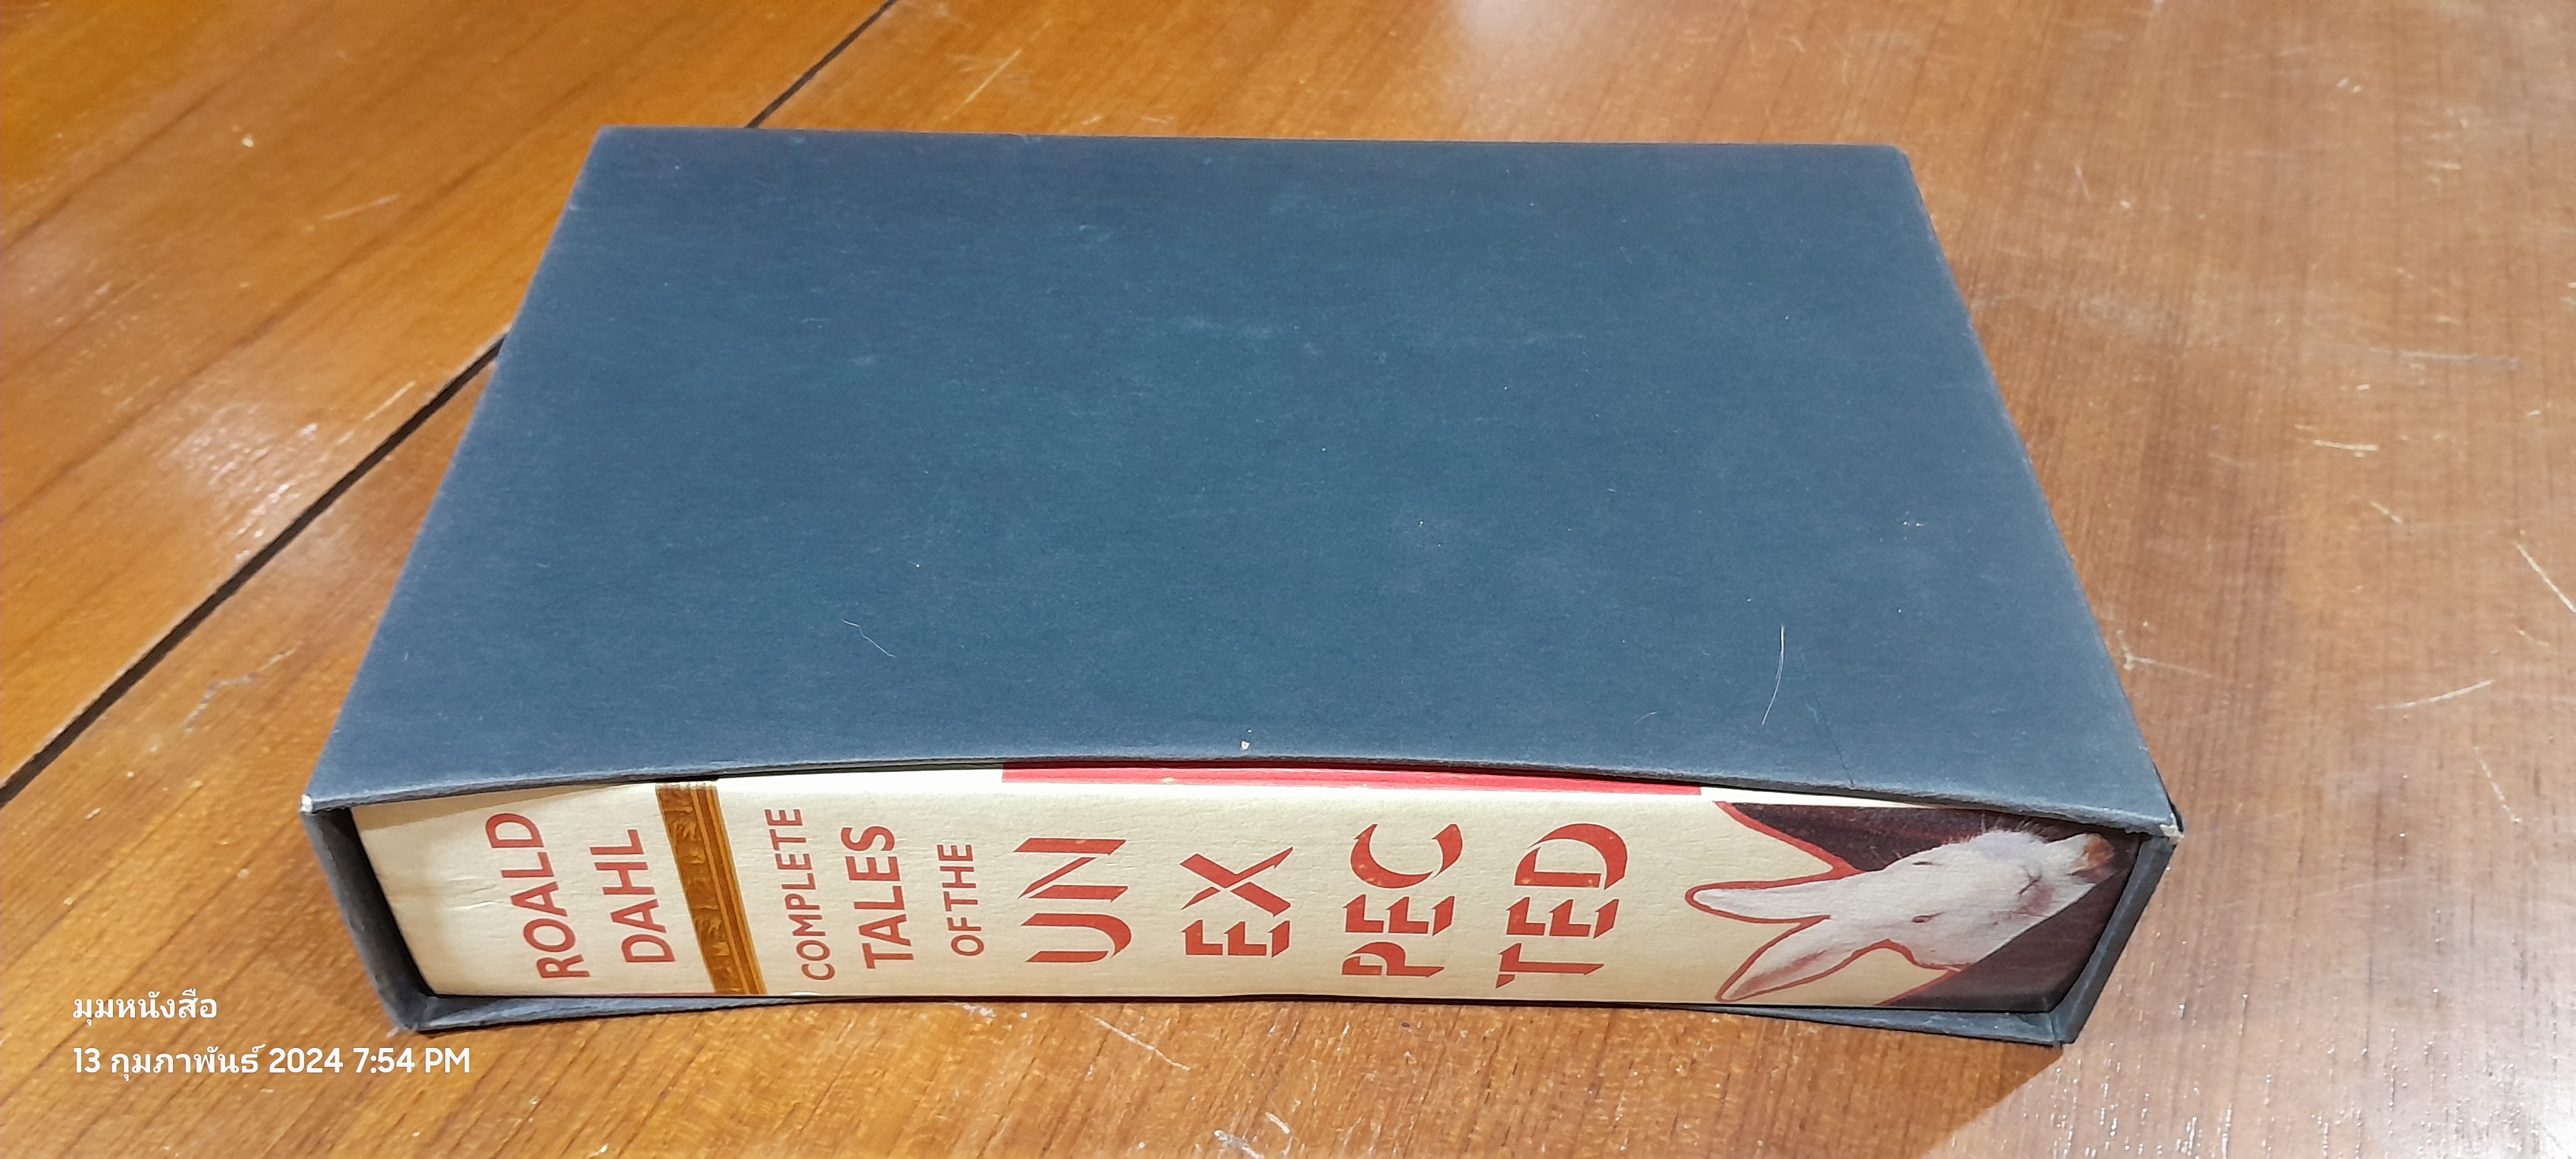 ROALD
DAHL
COMPLETE
TALES
OF THE
UN
EX
PEC
TED
มุมหนังสือ
13 กุมภาพันธ์ 2024 7:54 PM